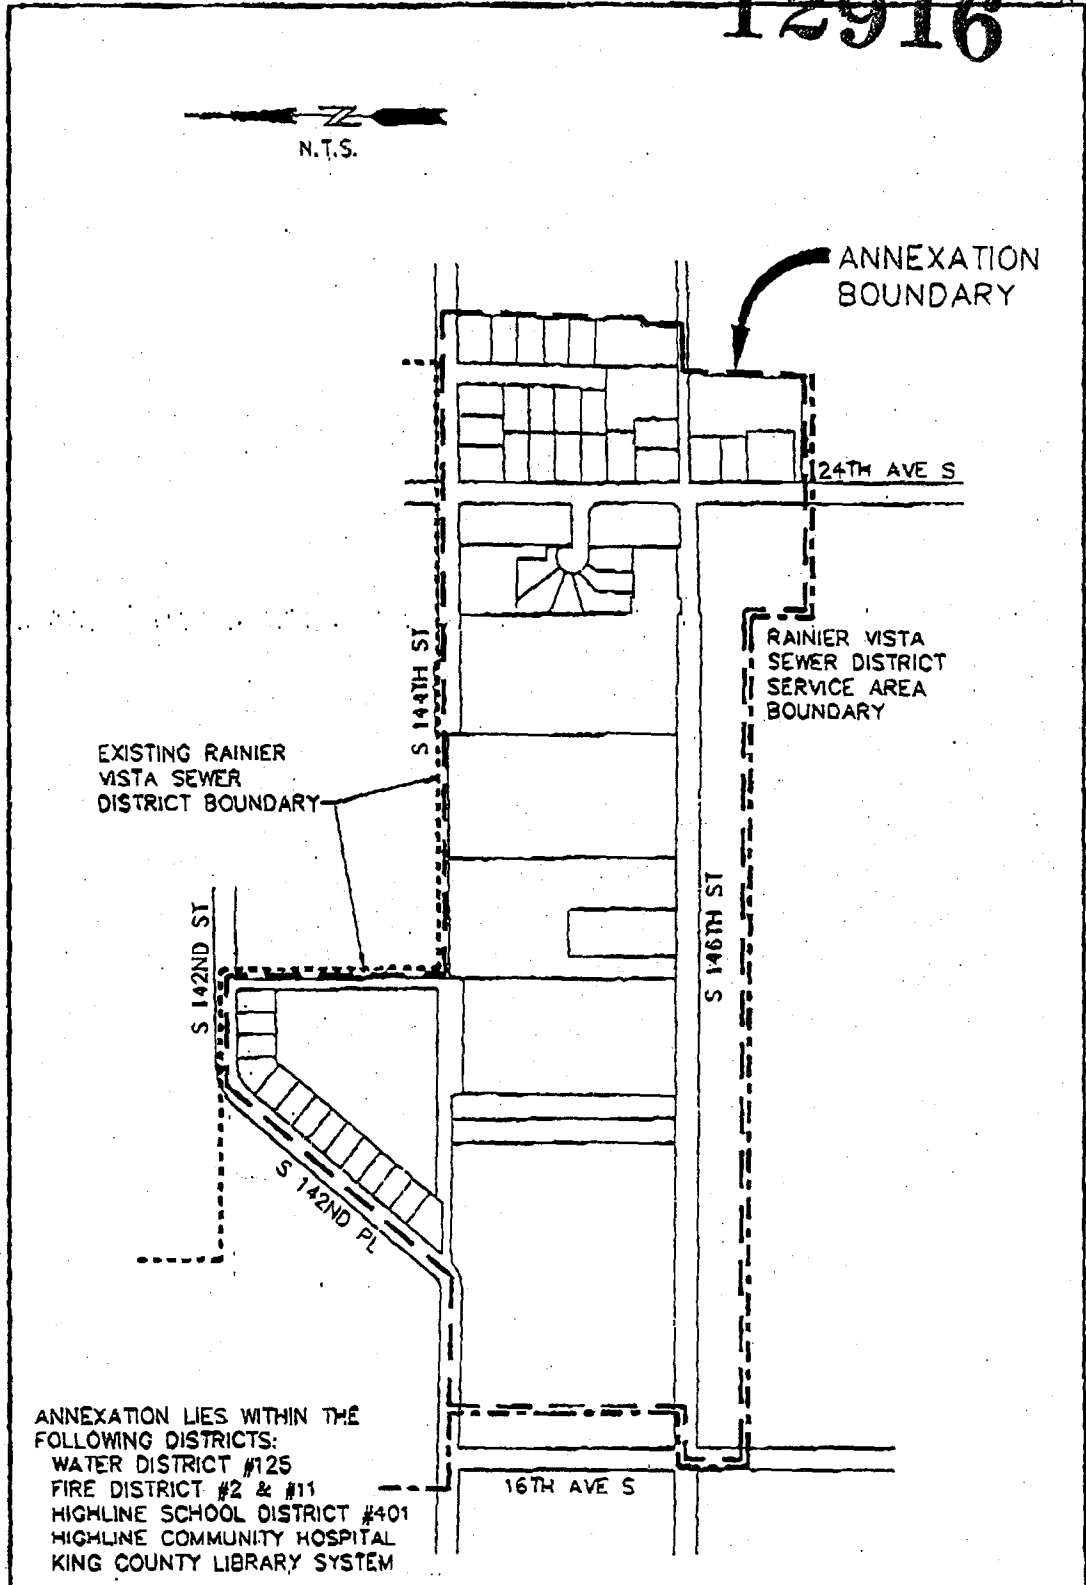 12916
N.T.S.
ANNEXATION
BOUNDARY
24TH AVE S
RAINIER VISTA
SEWER DISTRICT
SERVICE AREA
BOUNDARY
S 144TH ST
EXISTING RAINIER
VISTA SEWER
DISTRICT BOUNDARY
S 142ND ST
S 146TH ST
S 142ND PL
ANNEXATION LIES WITHIN THE
FOLLOWING DISTRICTS:
WATER DISTRICT #125
FIRE DISTRICT #2 & #11
HIGHLINE SCHOOL DISTRICT #401
HIGHLINE COMMUNITY HOSPITAL
KING COUNTY LIBRARY SYSTEM
16TH AVE S